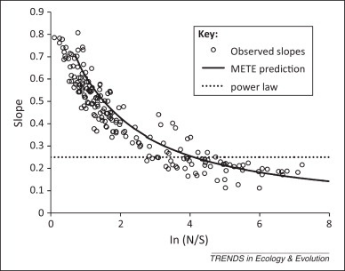 0.9
0.8
0.7
0.6
0.5
0.4
0.3
0.2
0.1
0
Slope
0
2
4
6
8
ln (N/S)
Key:
Observed slopes
METE prediction
power law
TRENDS in Ecology & Evolution